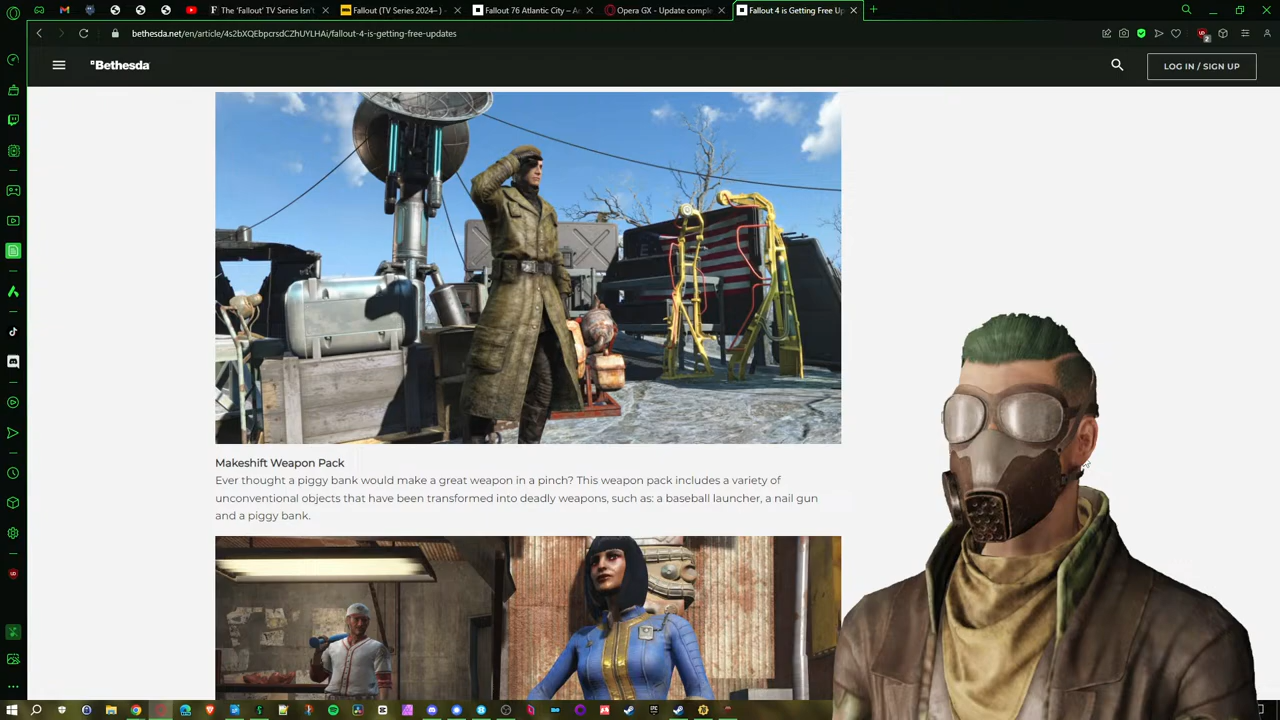 The 'Fallout' TV Series Isn't
Fallout (TV Series 2024– )
Fallout 76 Atlantic City – A
Opera GX - Update comple
Fallout 4 is Getting Free Up
bethesda.net/en/article/4s2bXQEbpcrsdCZhUYLHAi/fallout-4-is-getting-free-updates
2
Bethesda
LOG IN / SIGN UP
Makeshift Weapon Pack
Ever thought a piggy bank would make a great weapon in a pinch? This weapon pack includes a variety of
unconventional objects that have been transformed into deadly weapons, such as: a baseball launcher, a nail gun
and a piggy bank.